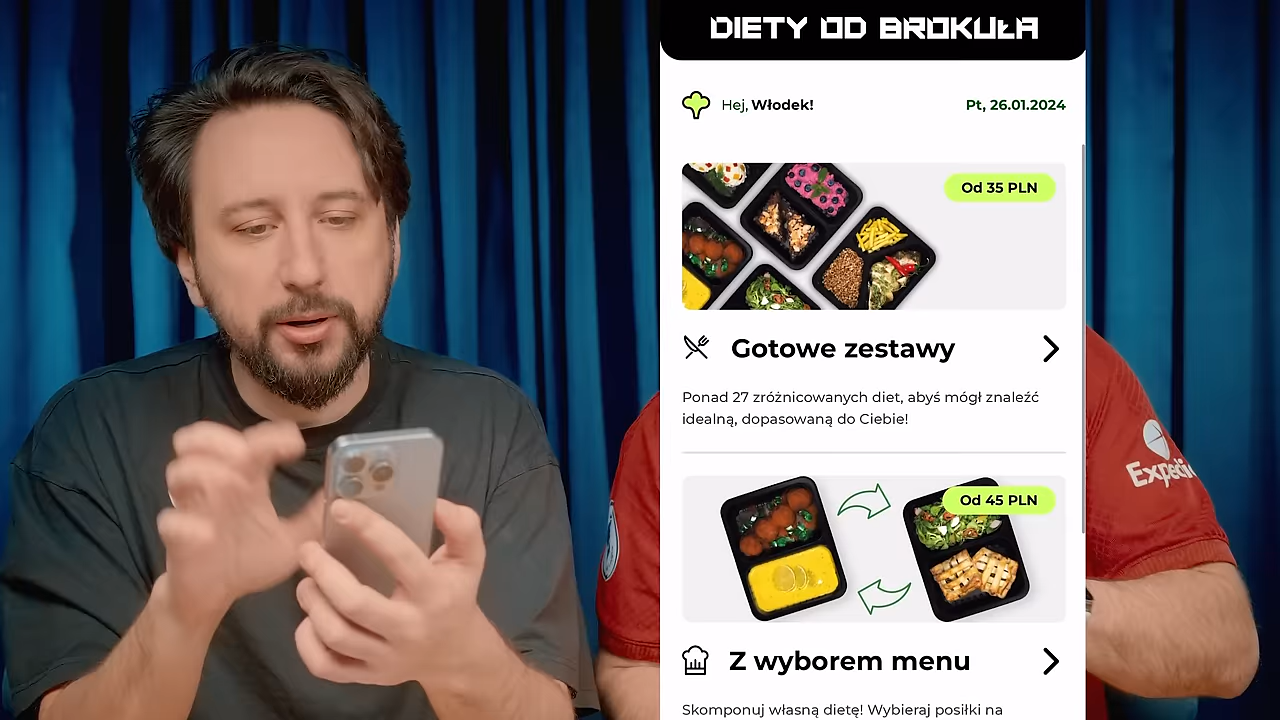 DIETY OD BROKUŁA
Hej, Włodek!
Pt, 26.01.2024
Od 35 PLN
Gotowe zestawy
Ponad 27 zróżnicowanych diet, abyś mógł znaleźć
idealną, dopasowaną do Ciebie!
Od 45 PLN
Z wyborem menu
Skomponuj własną dietę! Wybieraj posiłki na